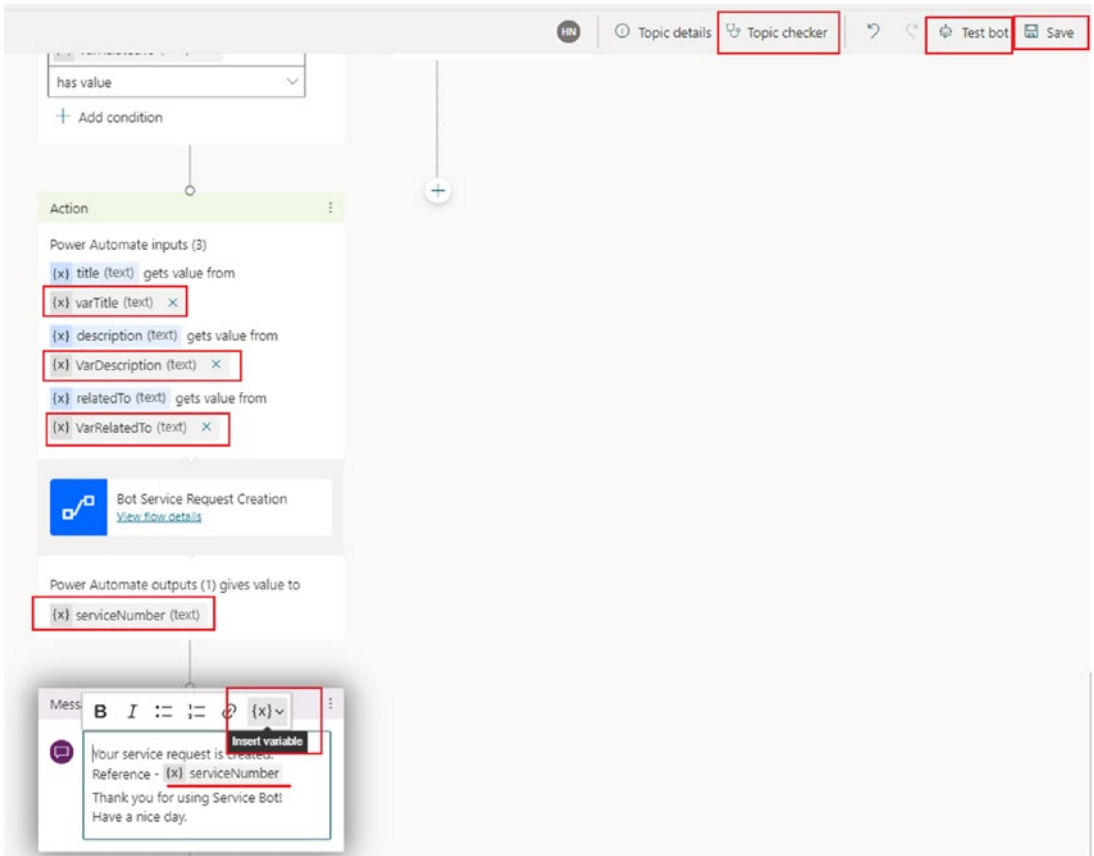 HN
Topic details
Topic checker
Test bot
Save
has value
Add condition
Action
Power Automate inputs (3)
{x} title (text) gets value from
{x} varTitle (text)
{x} description (text) gets value from
{x} VarDescription (text)
{x} relatedTo (text) gets value from
{x} VarRelatedTo (text)
Bot Service Request Creation
View flow details
Power Automate outputs (1) gives value to
{x} serviceNumber (text)
Mess
B I {x}
Insert variable
Your service request is created.
Reference - {x} serviceNumber
Thank you for using Service Bot!
Have a nice day.